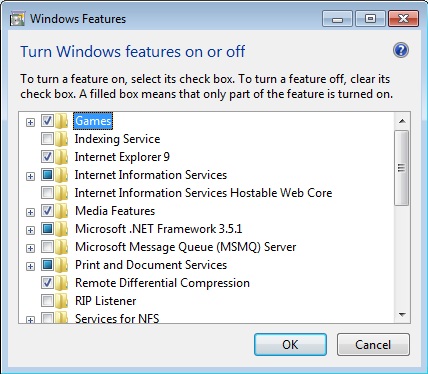 Windows Features
Turn Windows features on or off
To turn a feature on, select its check box. To turn a feature off, clear its
check box. A filled box means that only part of the feature is turned on.
Games
Indexing Service
Internet Explorer 9
Internet Information Services
Internet Information Services Hostable Web Core
Media Features
Microsoft .NET Framework 3.5.1
Microsoft Message Queue (MSMQ) Server
Print and Document Services
Remote Differential Compression
RIP Listener
Services for NFS
OK
Cancel